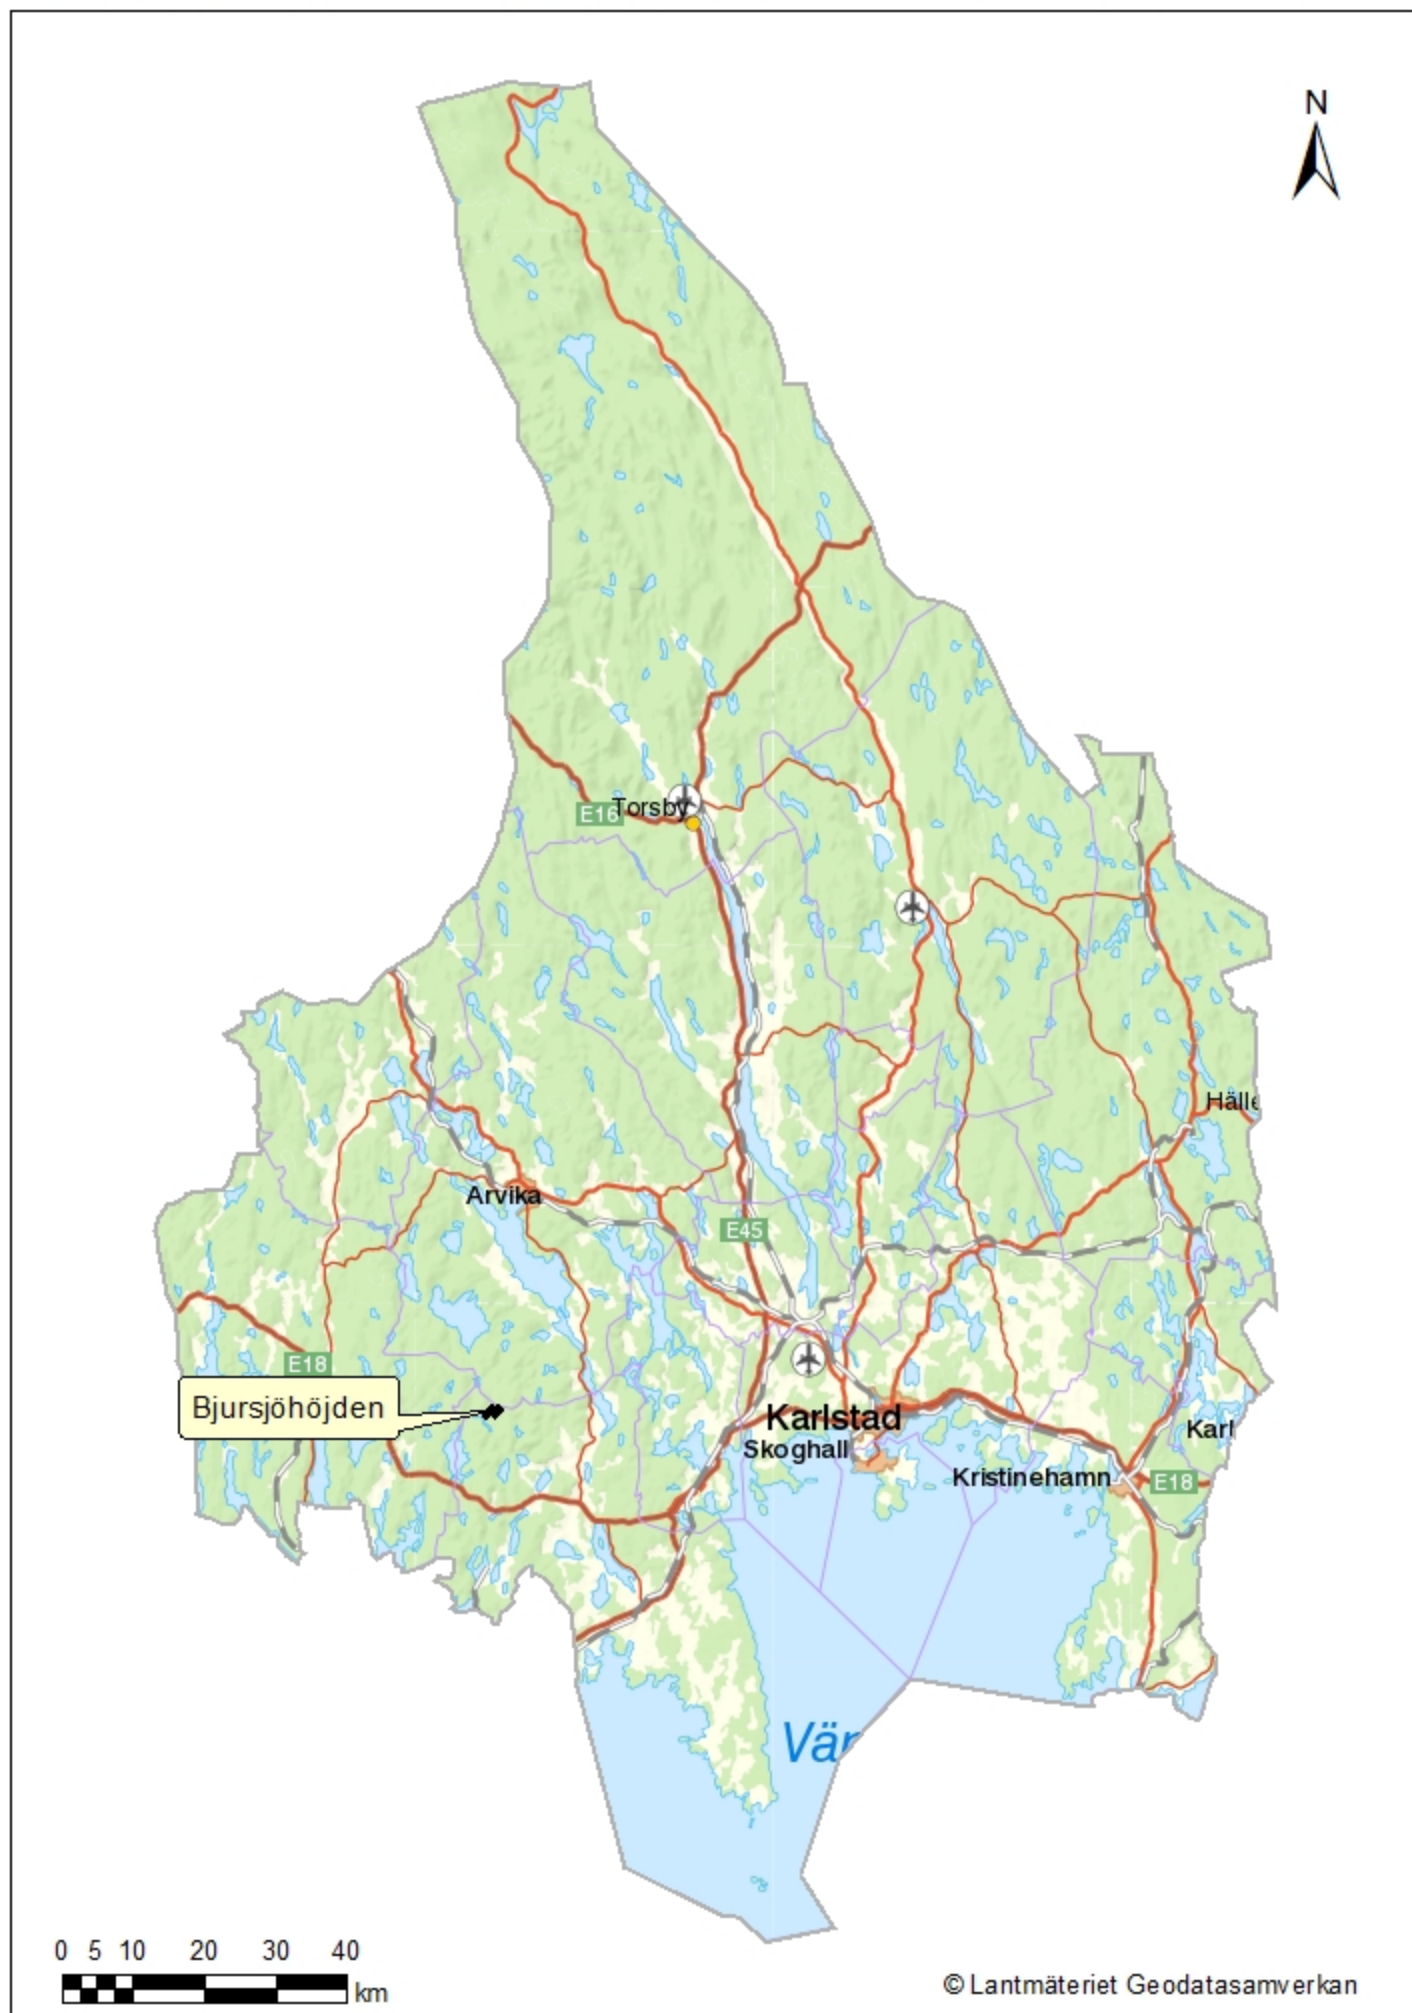 N
Torsby
E16
Hälle
Arvika
E45
E18
Bjursjöhöjden
Karlstad
Karl
Skoghall
Kristinehamn
E18
Vär
0 5 10 20 30 40
km
© Lantmäteriet Geodatasamverkan